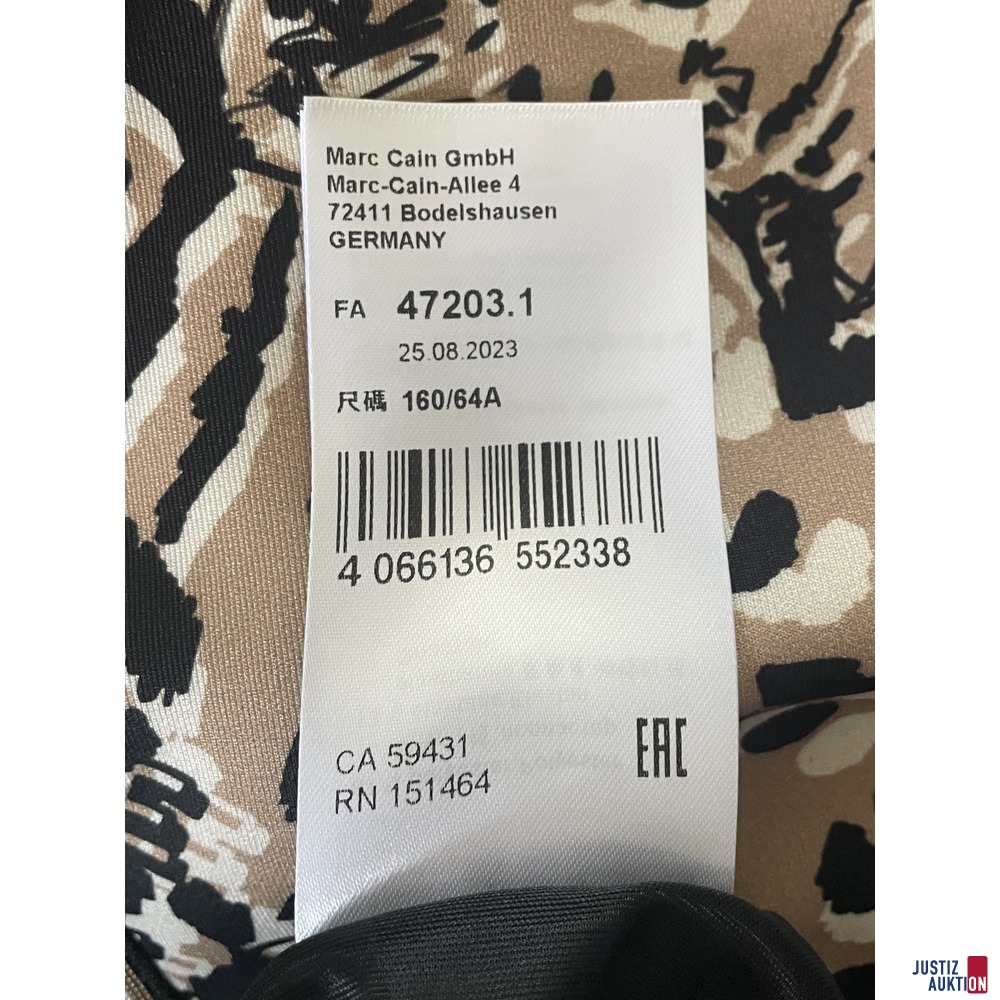 Marc Cain GmbH
Marc-Cain-Allee 4
72411 Bodelshausen
GERMANY
FA 47203.1
25.08.2023
尺碼 160/64A
4 066136 552338
CA 59431
RN 151464
EAC
JUSTIZ
AUKTION